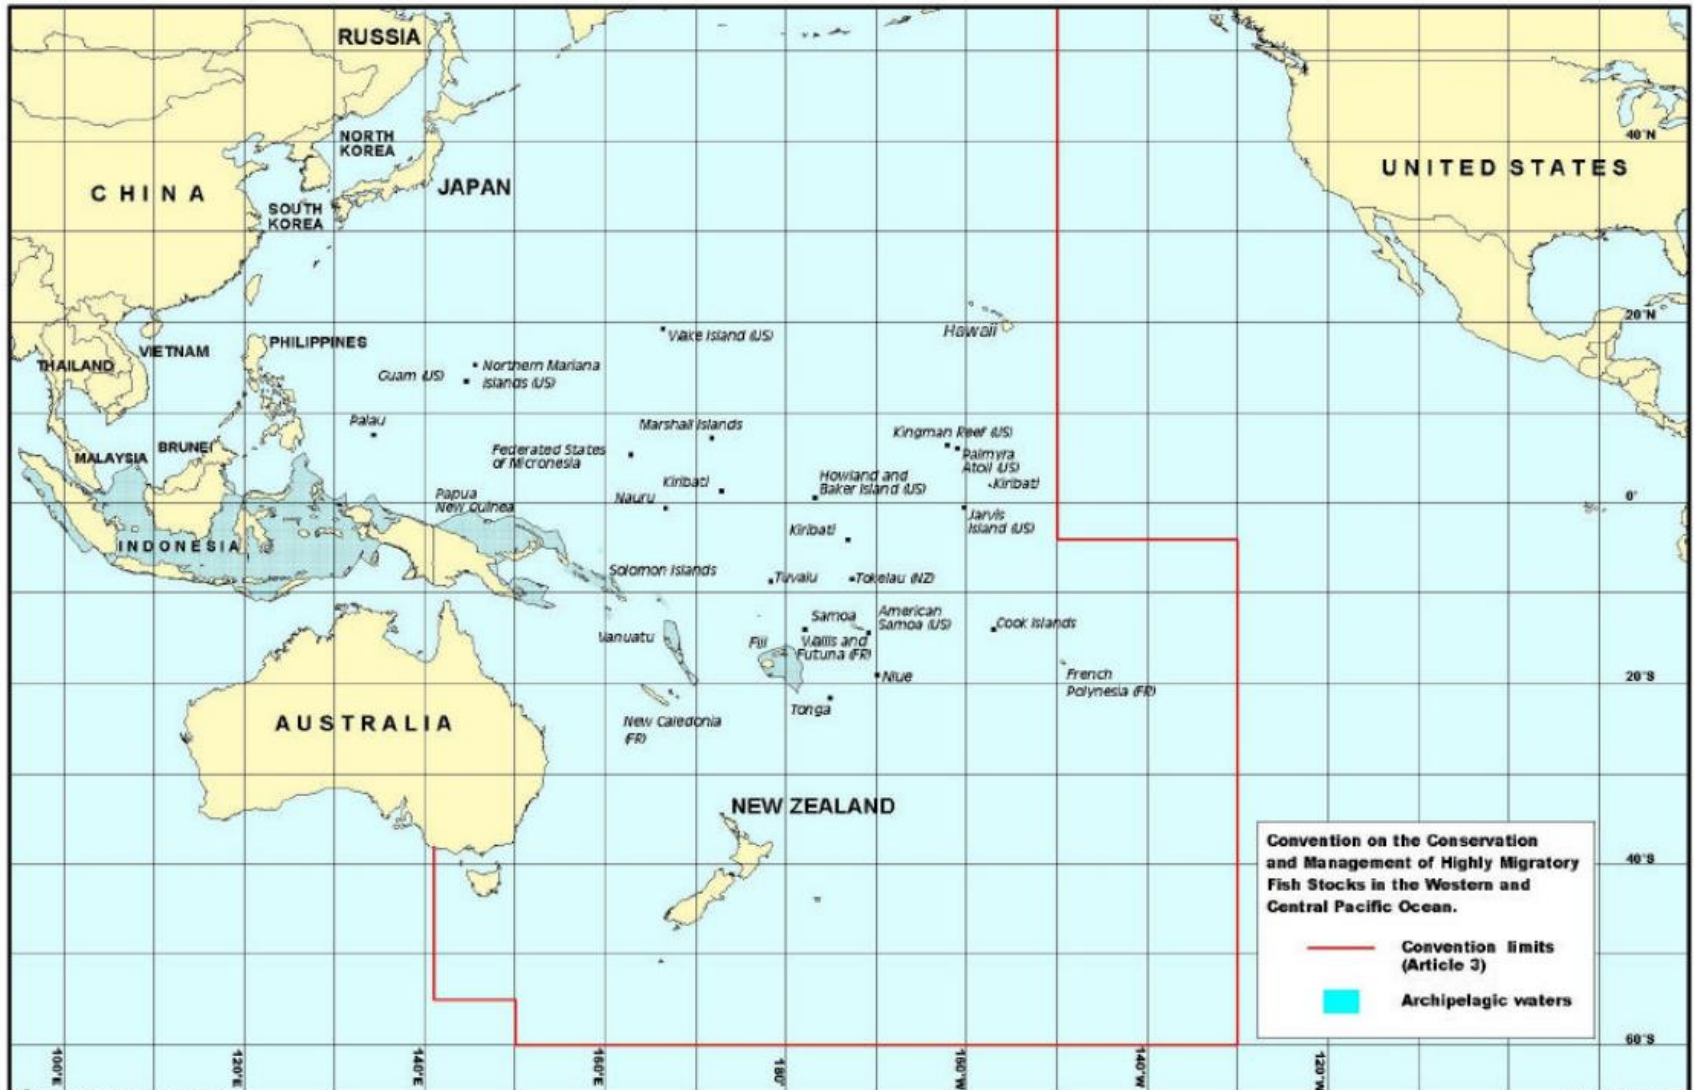 RUSSIA
NORTH
KOREA
CHINA
JAPAN
SOUTH
KOREA
40°N
UNITED STATES
20°N
Hawaii
Wake Island (US)
PHILIPPINES
VIETNAM
THAILAND
Northern Mariana
Islands (US)
Guam (US)
Palau
Marshall Islands
Kingman Reef (US)
Palmyra
Atoll (US)
BRUNEI
MALAYSIA
Federated States
of Micronesia
Howland and
Baker Island (US)
Kiribati
Kiribati
Papua
New Guinea
Nauru
0°
Jarvis
Island (US)
Kiribati
INDONESIA
Solomon Islands
Tuvalu
Tokelau (NZ)
Samoa
American
Samoa (US)
Cook Islands
Vanuatu
Fiji
Wallis and
Futuna (FR)
Niue
French
Polynesia (FR)
20°S
Tonga
New Caledonia
(FR)
AUSTRALIA
NEW ZEALAND
Convention on the Conservation
and Management of Highly Migratory
Fish Stocks in the Western and
Central Pacific Ocean.
40°S
Convention limits
(Article 3)
Archipelagic waters
60°S
100°E
120°E
140°E
160°E
180°
160°W
140°W
120°W